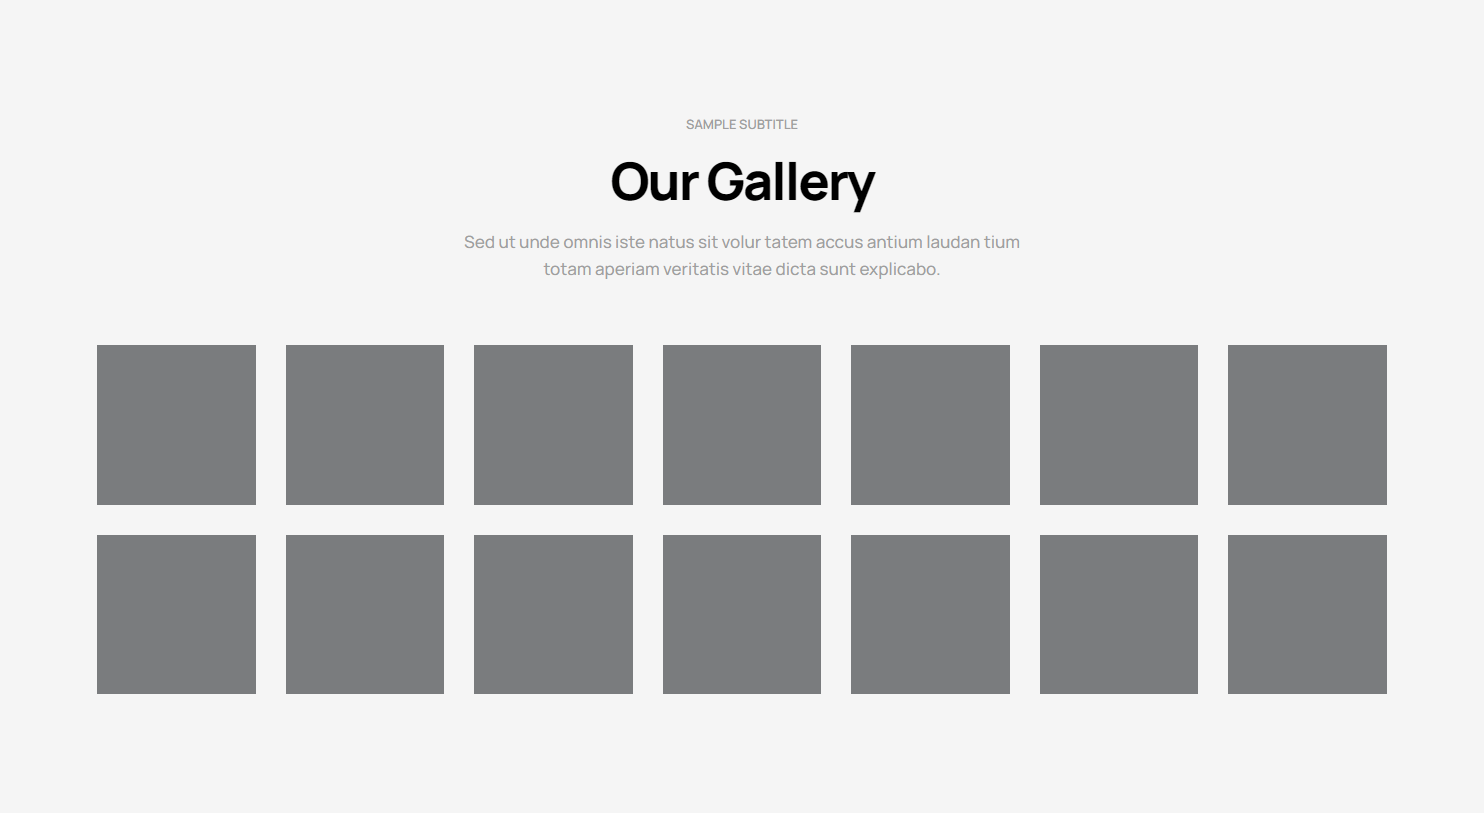 SAMPLE SUBTITLE
Our Gallery
Sed ut unde omnis iste natus sit volur tatem accus antium laudan tium
totam aperiam veritatis vitae dicta sunt explicabo.